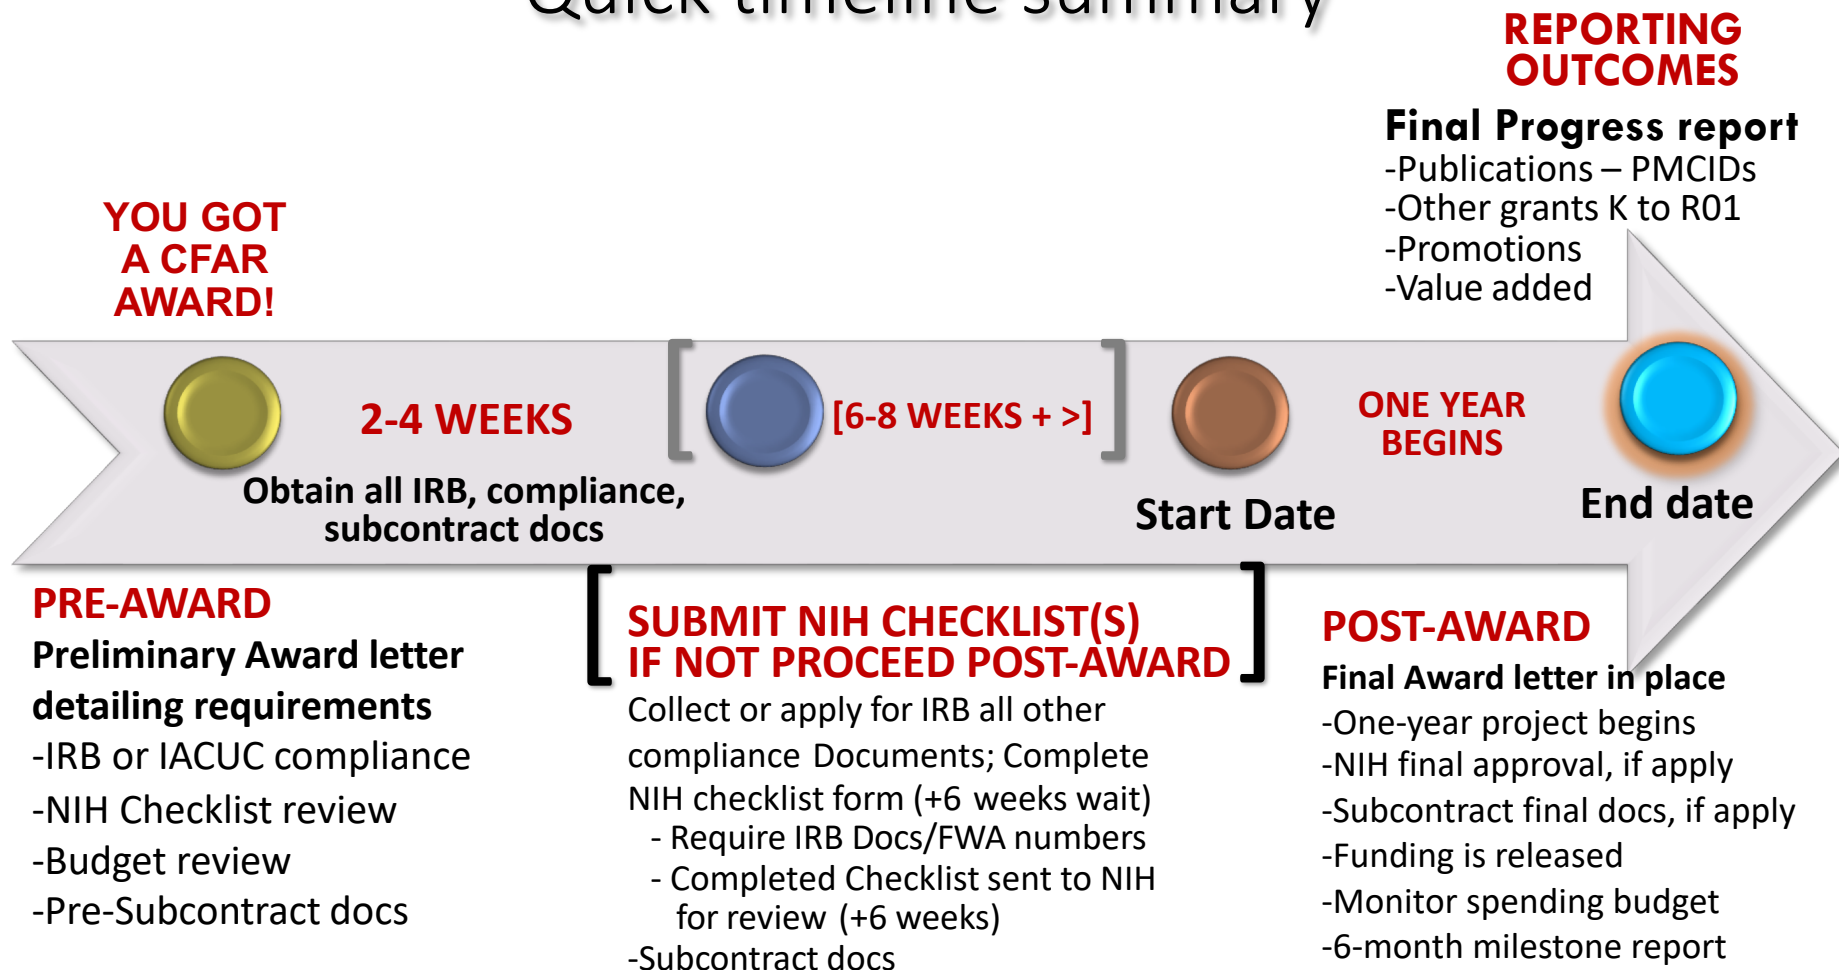 Quick timeline summary
REPORTING
OUTCOMES
Final Progress report
-Publications – PMCIDs
-Other grants K to R01
-Promotions
-Value added
YOU GOT
A CFAR
AWARD!
2-4 WEEKS
Obtain all IRB, compliance,
subcontract docs
[6-8 WEEKS + >]
Start Date
ONE YEAR
BEGINS
End date
PRE-AWARD
Preliminary Award letter
detailing requirements
-IRB or IACUC compliance
-NIH Checklist review
-Budget review
-Pre-Subcontract docs
SUBMIT NIH CHECKLIST(S)
IF NOT PROCEED POST-AWARD
Collect or apply for IRB all other
compliance Documents; Complete
NIH checklist form (+6 weeks wait)
- Require IRB Docs/FWA numbers
- Completed Checklist sent to NIH
for review (+6 weeks)
-Subcontract docs
POST-AWARD
Final Award letter in place
-One-year project begins
-NIH final approval, if apply
-Subcontract final docs, if apply
-Funding is released
-Monitor spending budget
-6-month milestone report